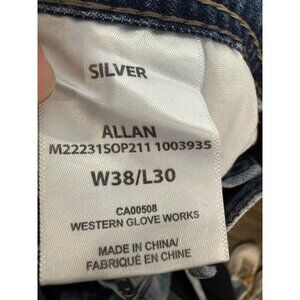 SILVER
ALLAN
M22231SOP211 1003935
W38/L30
CA00508
WESTERN GLOVE WORKS
MADE IN CHINA/
FABRIQUÉ EN CHINE